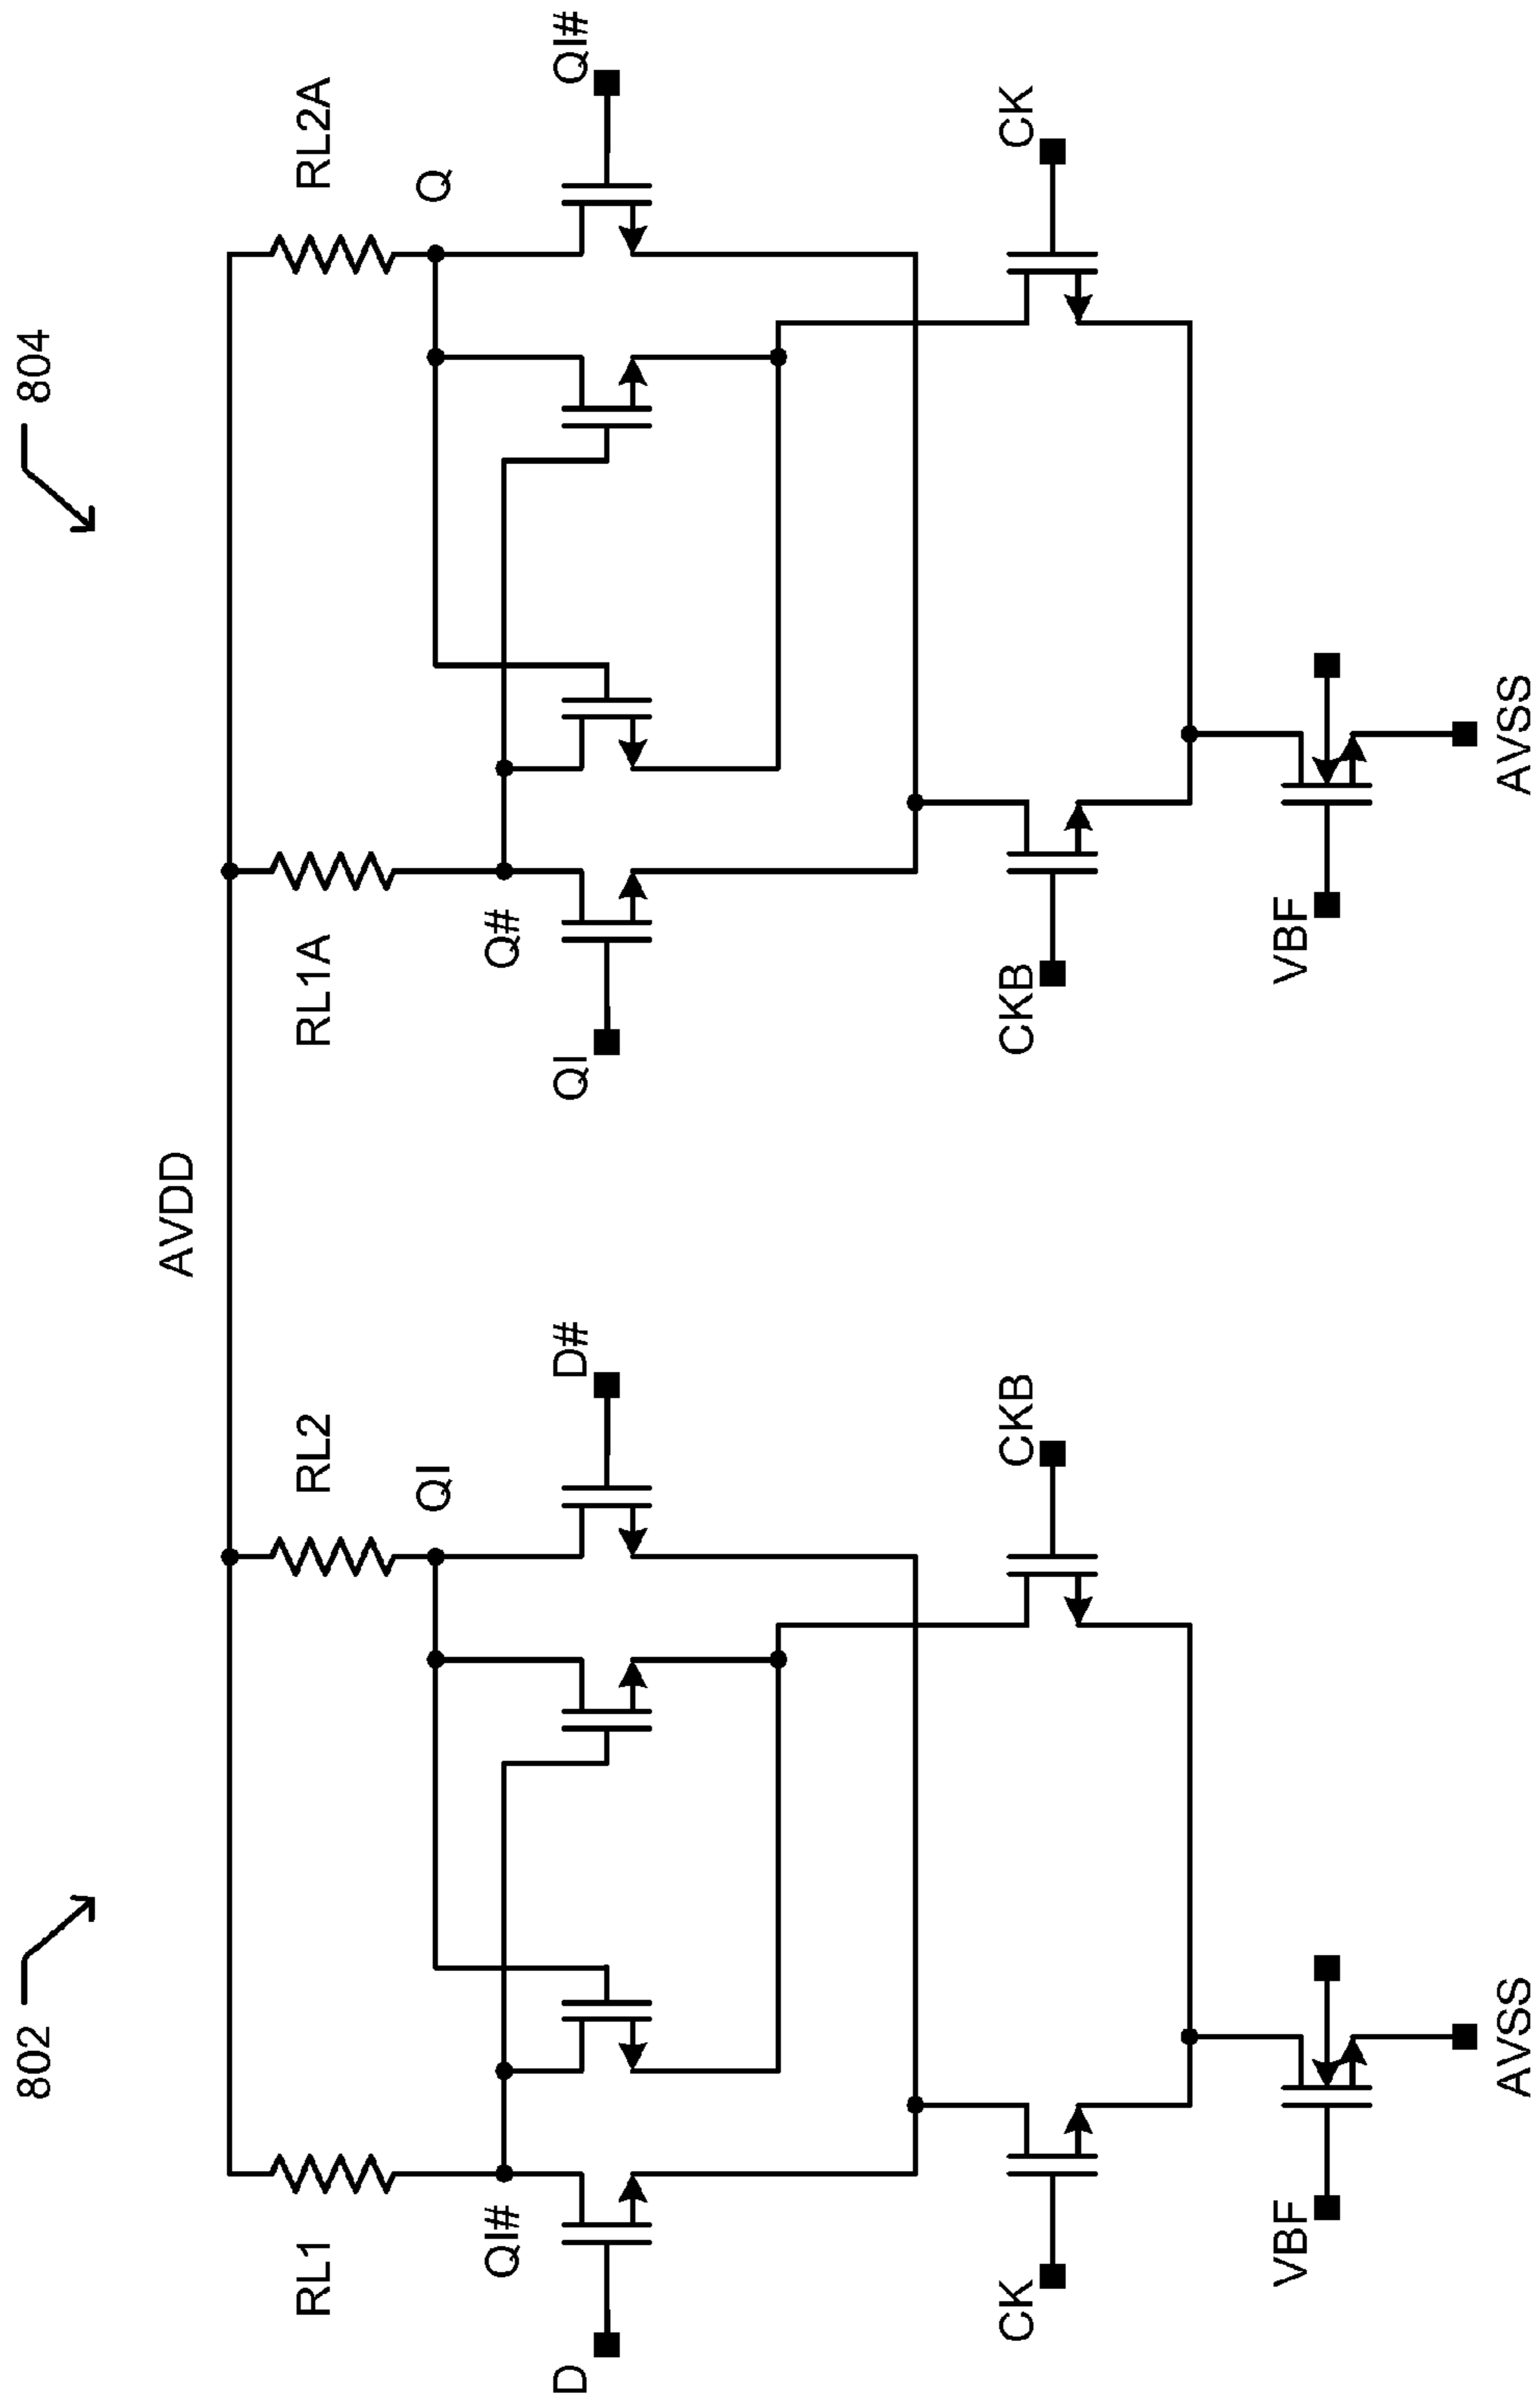 802
804
AVDD
RL1
RL2
RL1A
RL2A
QI#
QI
Q#
Q
D
D#
QI
QI#
CK
CKB
CKB
CK
VBF
VBF
AVSS
AVSS